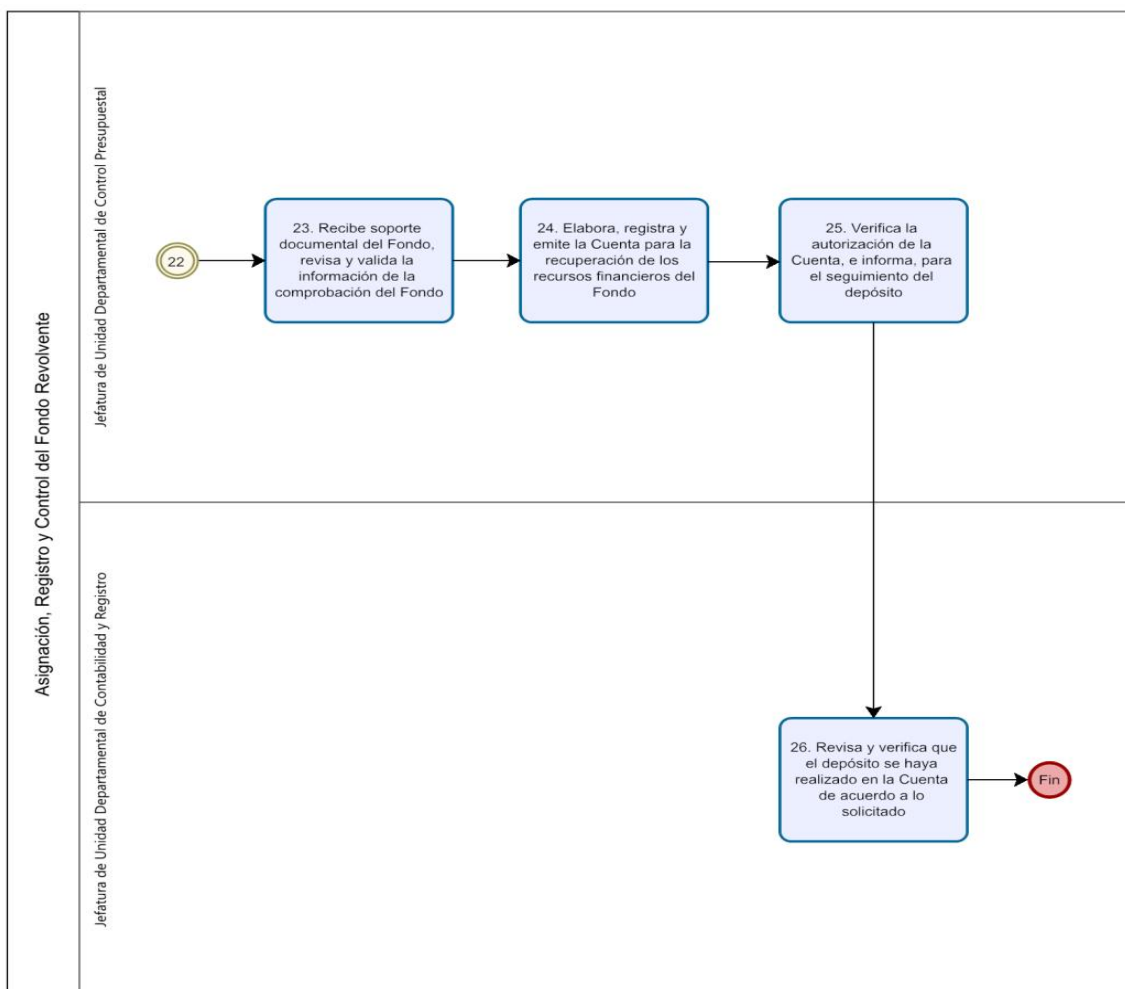 Asignación, Registro y Control del Fondo Revolvente
Jefatura de Unidad Departamental de Control Presupuestal
22
23. Recibe soporte
documental del Fondo,
revisa y valida la
información de la
comprobación del Fondo
24. Elabora, registra y
emite la Cuenta para la
recuperación de los
recursos financieros del
Fondo
25. Verifica la
autorización de la
Cuenta, e informa, para
el seguimiento del
depósito
Jefatura de Unidad Departamental de Contabilidad y Registro
26. Revisa y verifica que
el depósito se haya
realizado en la Cuenta
de acuerdo a lo
solicitado
Fin